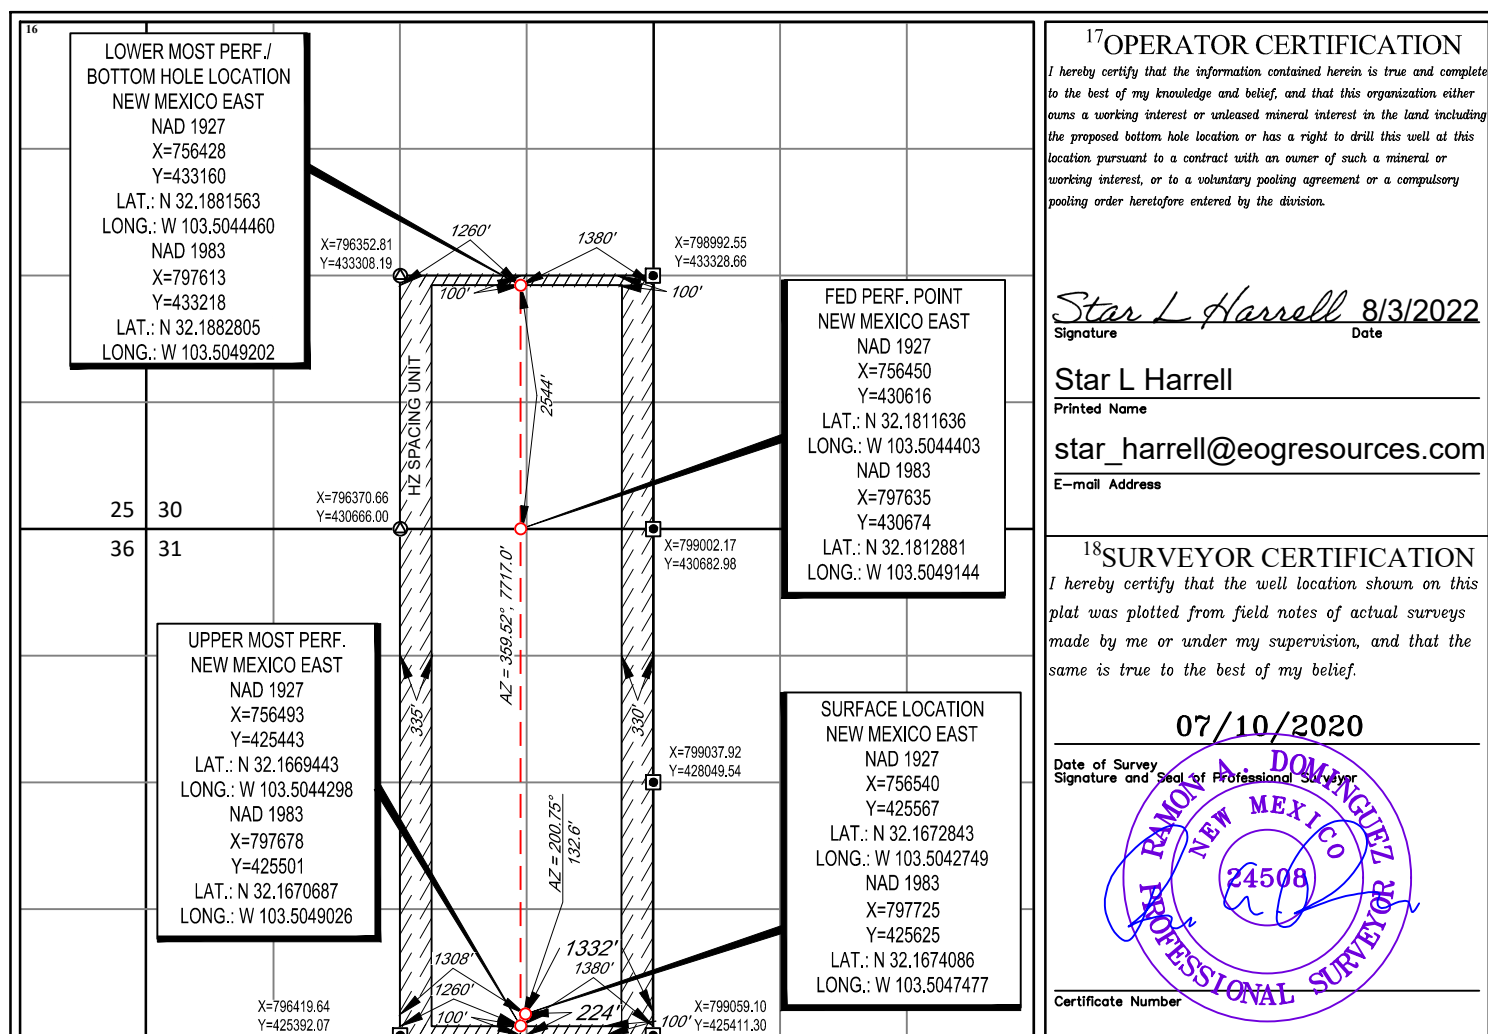 16
LOWER MOST PERF./
BOTTOM HOLE LOCATION
NEW MEXICO EAST
NAD 1927
X=756428
Y=433160
LAT.: N 32.1881563
LONG.: W 103.5044460
NAD 1983
X=797613
Y=433218
LAT.: N 32.1882805
LONG.: W 103.5049202
X=796352.81
Y=433308.19
1260'
1380'
X=798992.55
Y=433328.66
100'
100'
HZ SPACING UNIT
2544'
FED PERF. POINT
NEW MEXICO EAST
NAD 1927
X=756450
Y=430616
LAT.: N 32.1811636
LONG.: W 103.5044403
NAD 1983
X=797635
Y=430674
LAT.: N 32.1812881
LONG.: W 103.5049144
25 30
36 31
X=796370.66
Y=430666.00
X=799002.17
Y=430682.98
AZ = 359.52°, 7717.0'
UPPER MOST PERF.
NEW MEXICO EAST
NAD 1927
X=756493
Y=425443
LAT.: N 32.1669443
LONG.: W 103.5044298
NAD 1983
X=797678
Y=425501
LAT.: N 32.1670687
LONG.: W 103.5049026
335'
330'
X=799037.92
Y=428049.54
AZ = 200.75°
132.6'
SURFACE LOCATION
NEW MEXICO EAST
NAD 1927
X=756540
Y=425567
LAT.: N 32.1672843
LONG.: W 103.5042749
NAD 1983
X=797725
Y=425625
LAT.: N 32.1674086
LONG.: W 103.5047477
1308'
1332'
1380'
1260'
100'
224'
100'
X=796419.64
Y=425392.07
X=799059.10
Y=425411.30
17OPERATOR CERTIFICATION
I hereby certify that the information contained herein is true and complete
to the best of my knowledge and belief, and that this organization either
owns a working interest or unleased mineral interest in the land including
the proposed bottom hole location or has a right to drill this well at this
location pursuant to a contract with an owner of such a mineral or
working interest, or to a voluntary pooling agreement or a compulsory
pooling order heretofore entered by the division.
Star L Harrell 8/3/2022
Signature Date
Star L Harrell
Printed Name
star_harrell@eogresources.com
E-mail Address
18SURVEYOR CERTIFICATION
I hereby certify that the well location shown on this
plat was plotted from field notes of actual surveys
made by me or under my supervision, and that the
same is true to the best of my belief.
07/10/2020
Date of Survey
Signature and Seal of Professional Surveyor
RAMON A. DOMINGUEZ
NEW MEXICO
24508
PROFESSIONAL SURVEYOR
Certificate Number